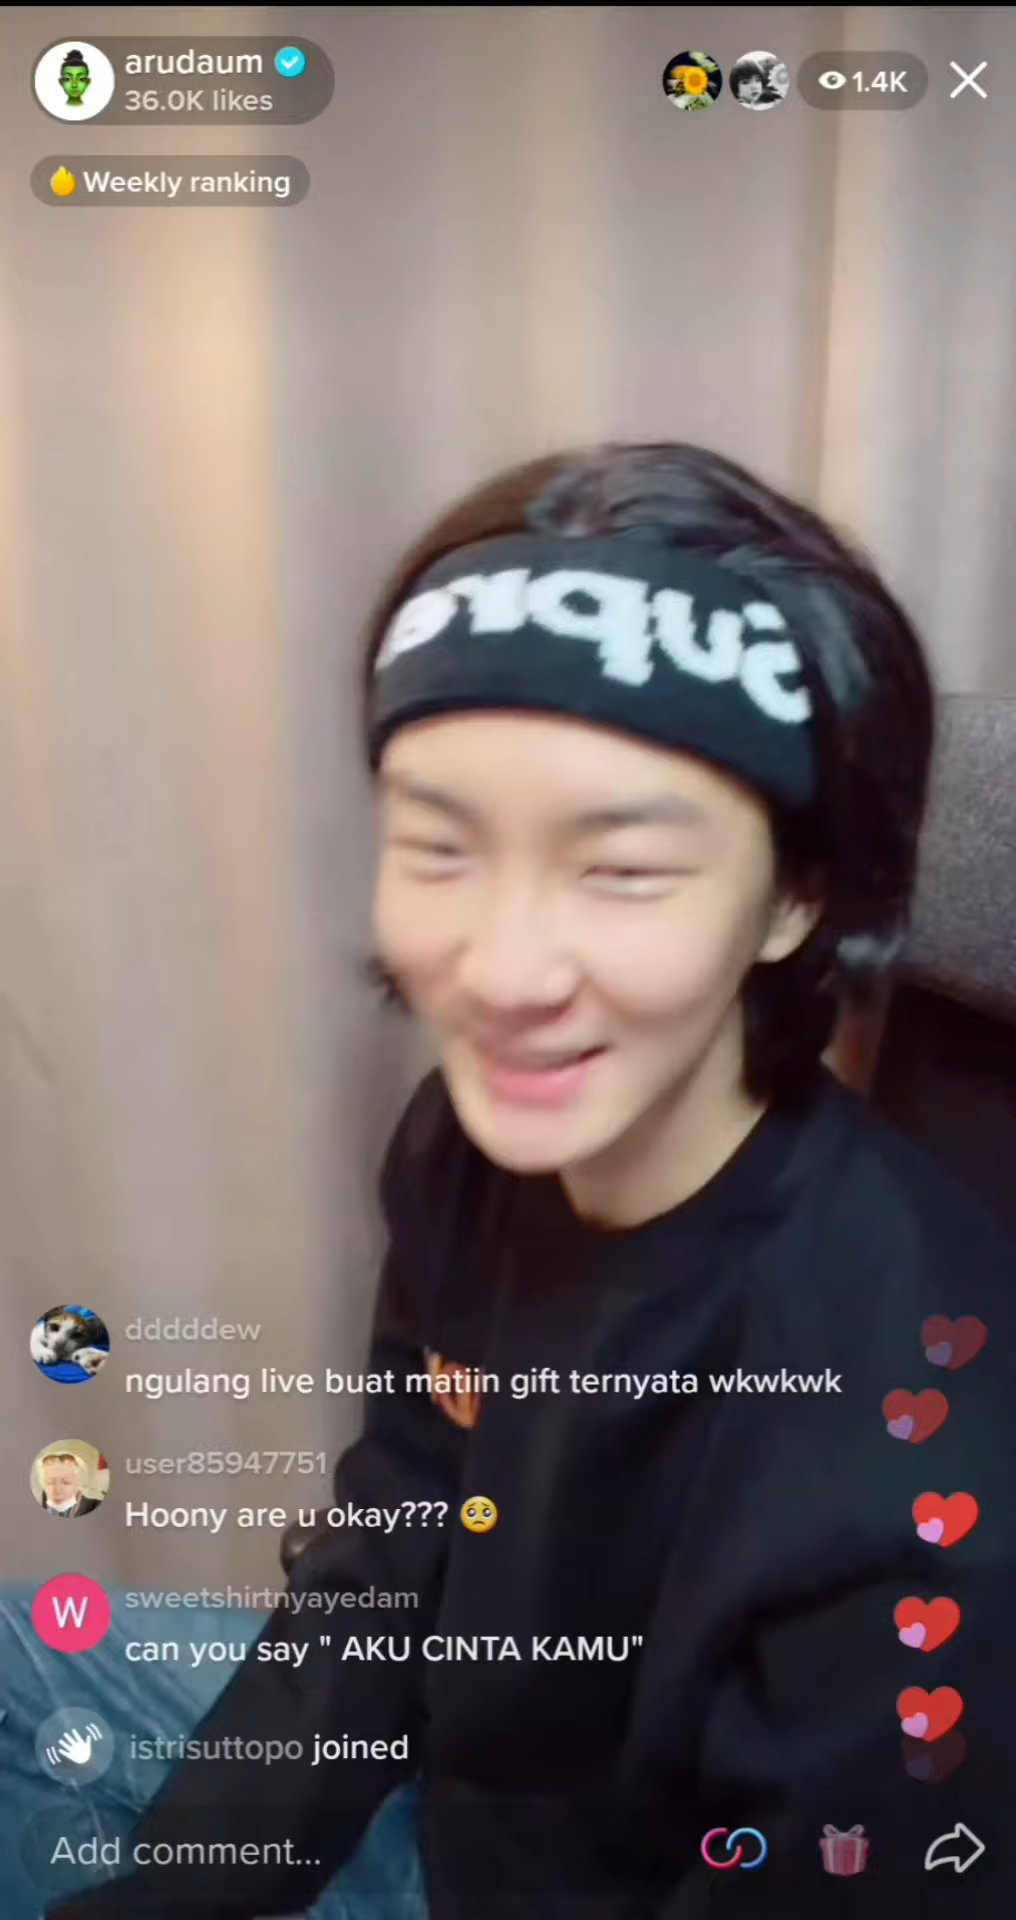 arudaum
36.0K likes
1.4K
Weekly ranking
Supre
dddddew
ngulang live buat matiin gift ternyata wkwkwk
user85947751
Hoony are u okay??? 🥺
W
sweetshirtnyayedam
can you say " AKU CINTA KAMU"
istrisuttopo joined
Add comment...